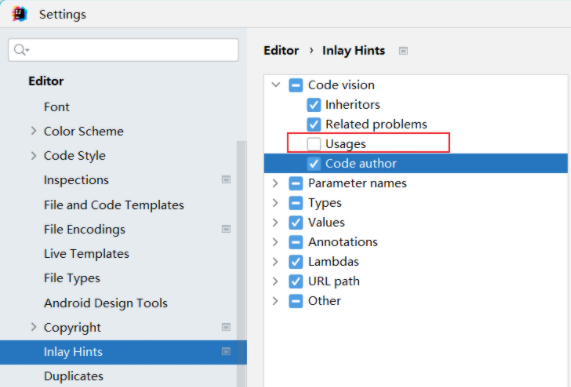 Settings
Editor
Font
Color Scheme
Code Style
Inspections
File and Code Templates
File Encodings
Live Templates
File Types
Android Design Tools
Copyright
Inlay Hints
Duplicates
Editor › Inlay Hints
Code vision
Inheritors
Related problems
Usages
Code author
Parameter names
Types
Values
Annotations
Lambdas
URL path
Other